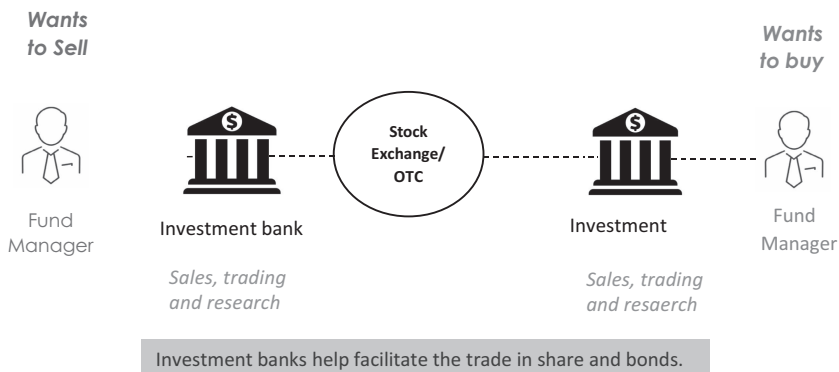 Wants
to Sell
Wants
to buy
$
$
Stock
Exchange/
OTC
Fund
Manager
Investment bank
Investment
Fund
Manager
Sales, trading
and research
Sales, trading
and resaerch
Investment banks help facilitate the trade in share and bonds.